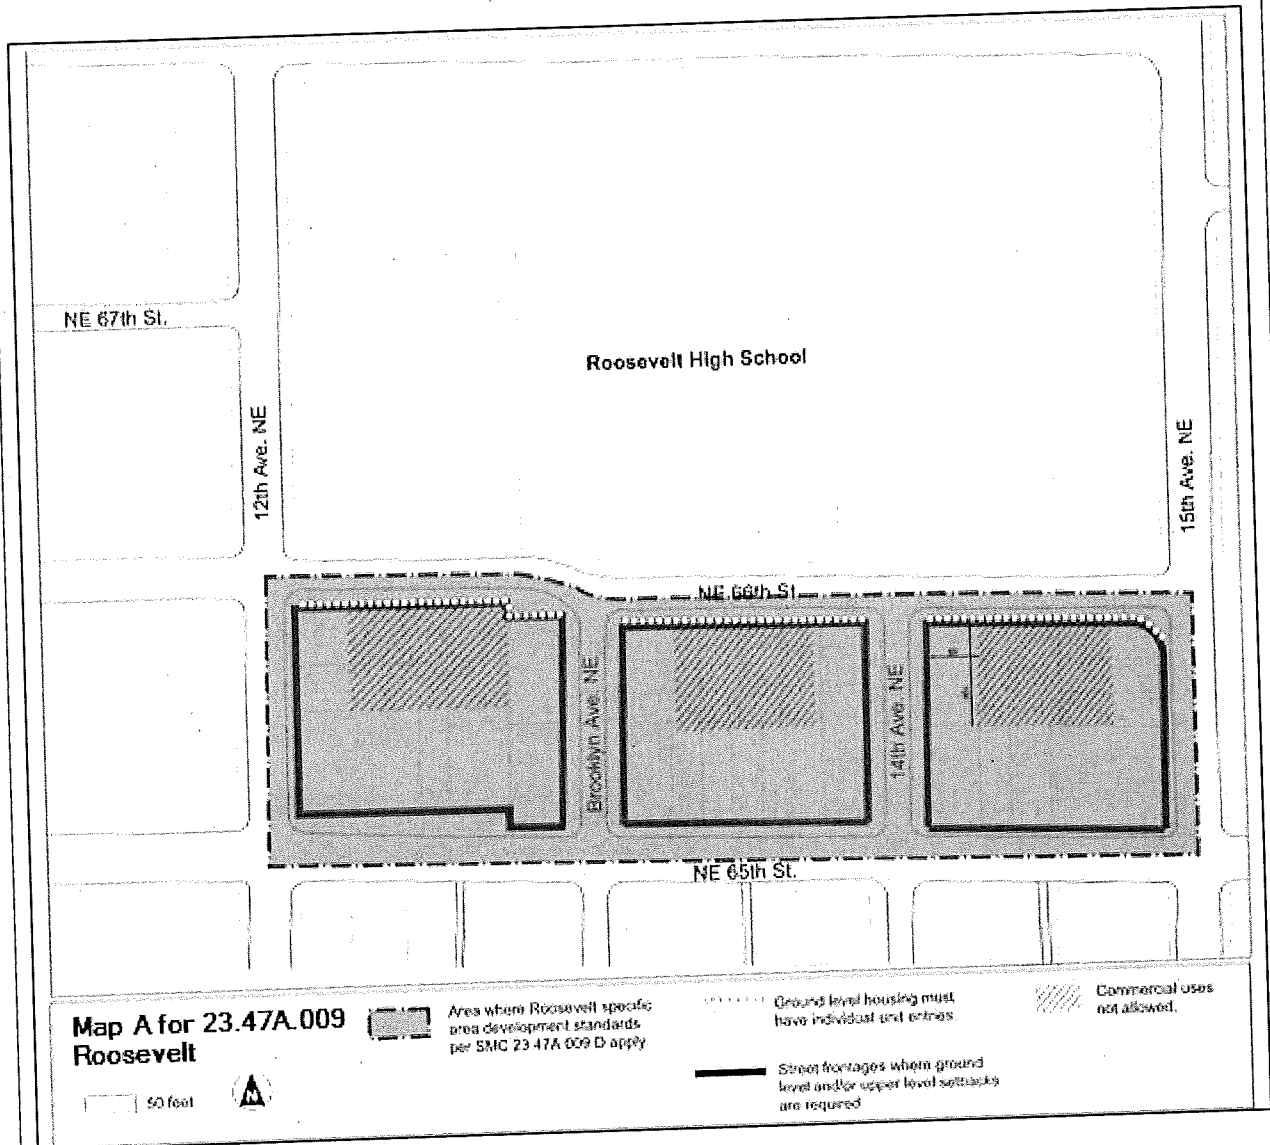 NE 67th St.
Roosevelt High School
12th Ave. NE
15th Ave. NE
NE 66th St.
Brooklyn Ave. NE
14th Ave. NE
NE 65th St.
Map A for 23.47A.009
Roosevelt
50 feet
N
Area where Roosevelt specific
area development standards
per SMC 23.47A.009 D apply
Ground level housing must
have individual unit entries.
Street frontages where ground
level and/or upper level setbacks
are required
Commercial uses
not allowed.